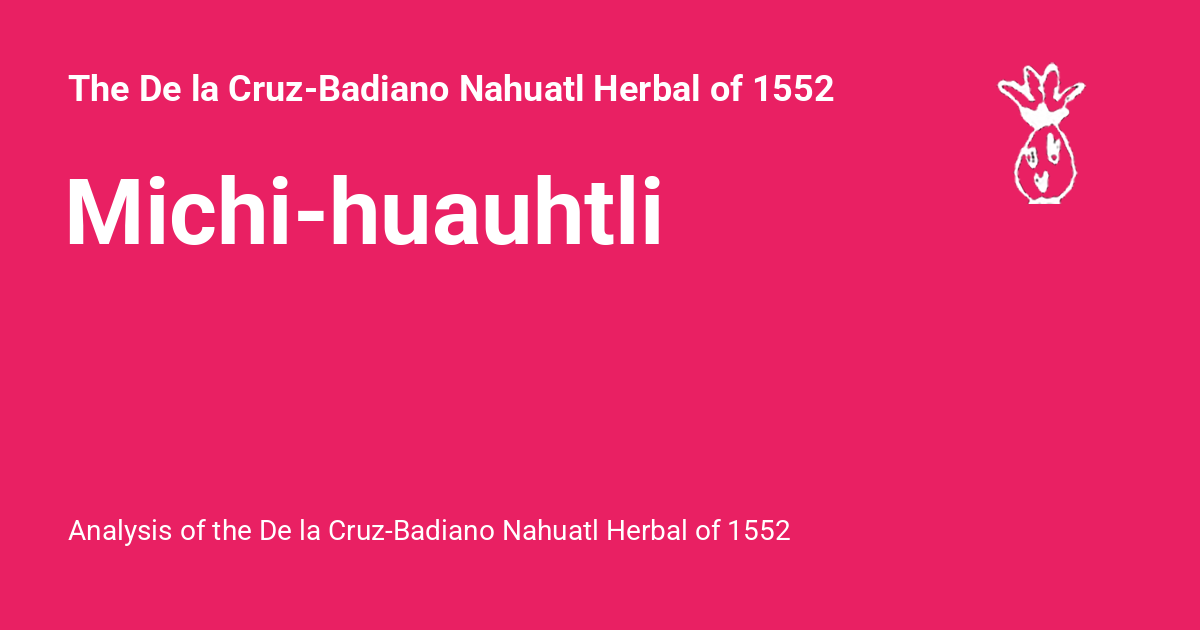 The De la Cruz-Badiano Nahuatl Herbal of 1552
Michi-huauhtli
Analysis of the De la Cruz-Badiano Nahuatl Herbal of 1552